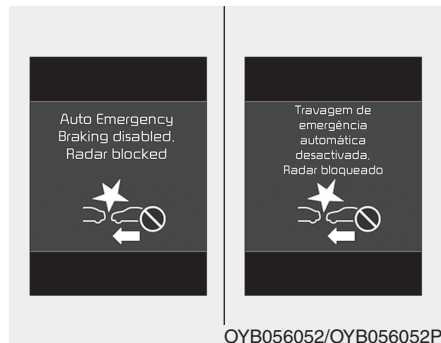 Auto Emergency
Braking disabled.
Radar blocked
Travagem de
emergência
automática
desactivada.
Radar bloqueado
OYB056052/OYB056052P